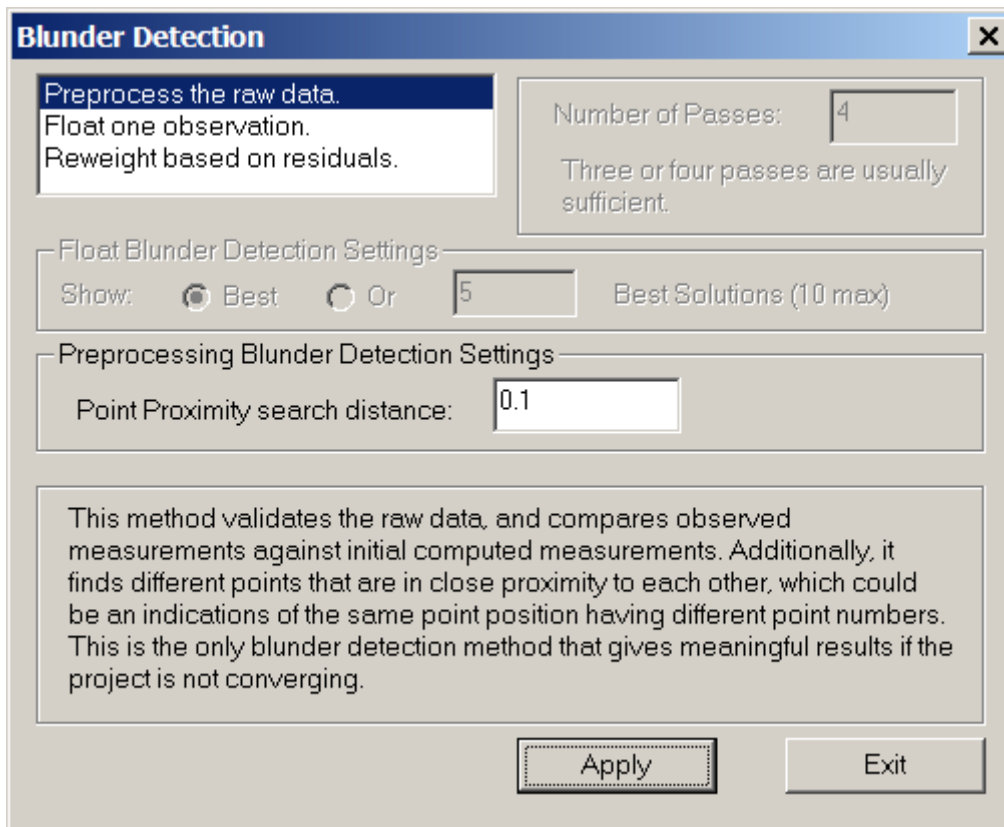 Blunder Detection
Preprocess the raw data.
Float one observation.
Reweight based on residuals.
Number of Passes: 4
Three or four passes are usually
sufficient.
Float Blunder Detection Settings
Show: Best Or 5 Best Solutions (10 max)
Preprocessing Blunder Detection Settings
Point Proximity search distance: 0.1
This method validates the raw data, and compares observed
measurements against initial computed measurements. Additionally, it
finds different points that are in close proximity to each other, which could
be an indications of the same point position having different point numbers.
This is the only blunder detection method that gives meaningful results if the
project is not converging.
Apply Exit